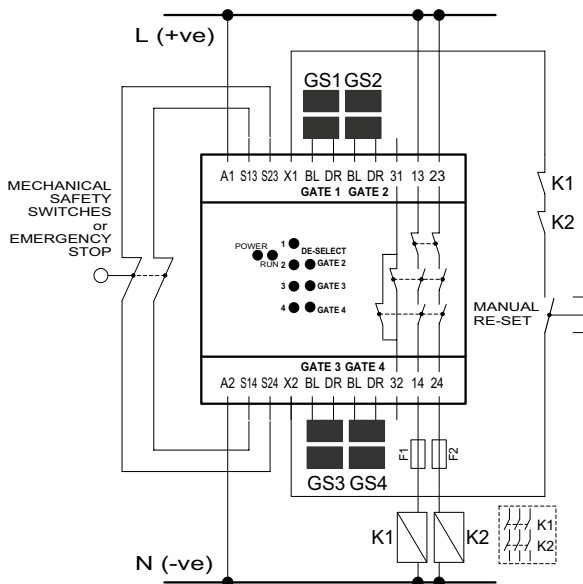 L (+ve)
GS1 GS2
A1 S13 S23 X1 BL DR BL DR 31 13 23
GATE 1 GATE 2
K1
K2
MECHANICAL
SAFETY
SWITCHES
or
EMERGENCY
STOP
POWER
RUN
1
DE-SELECT
2 GATE 2
3 GATE 3
4 GATE 4
MANUAL
RE-SET
GATE 3 GATE 4
A2 S14 S24 X2 BL DR BL DR 32 14 24
GS3 GS4
F1
F2
K1
K2
K1
K2
N (-ve)